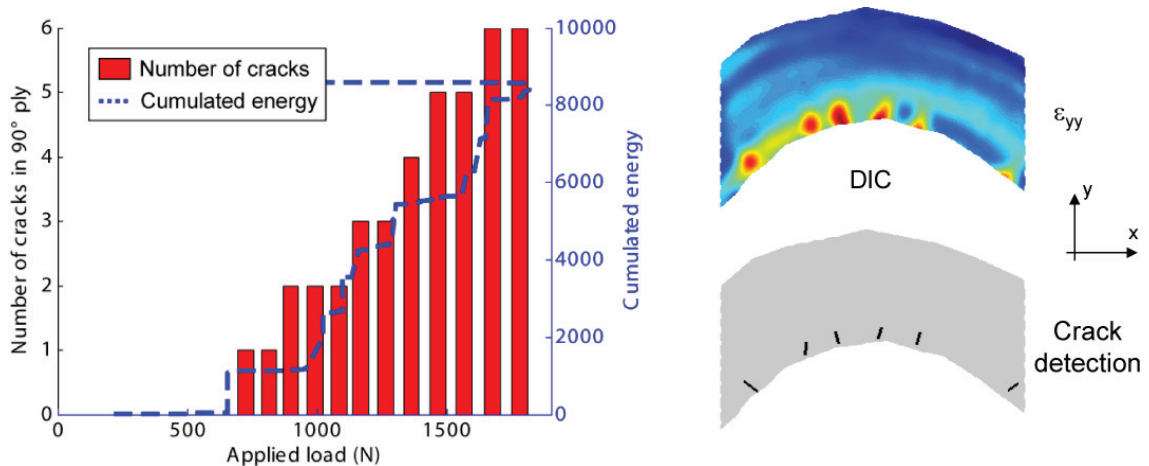 Number of cracks in 90° ply
6
5
4
3
2
1
0
Number of cracks
Cumulated energy
10000
8000
6000
4000
2000
0
Cumulated energy
0
500
1000
1500
Applied load (N)
εyy
DIC
y
x
Crack
detection